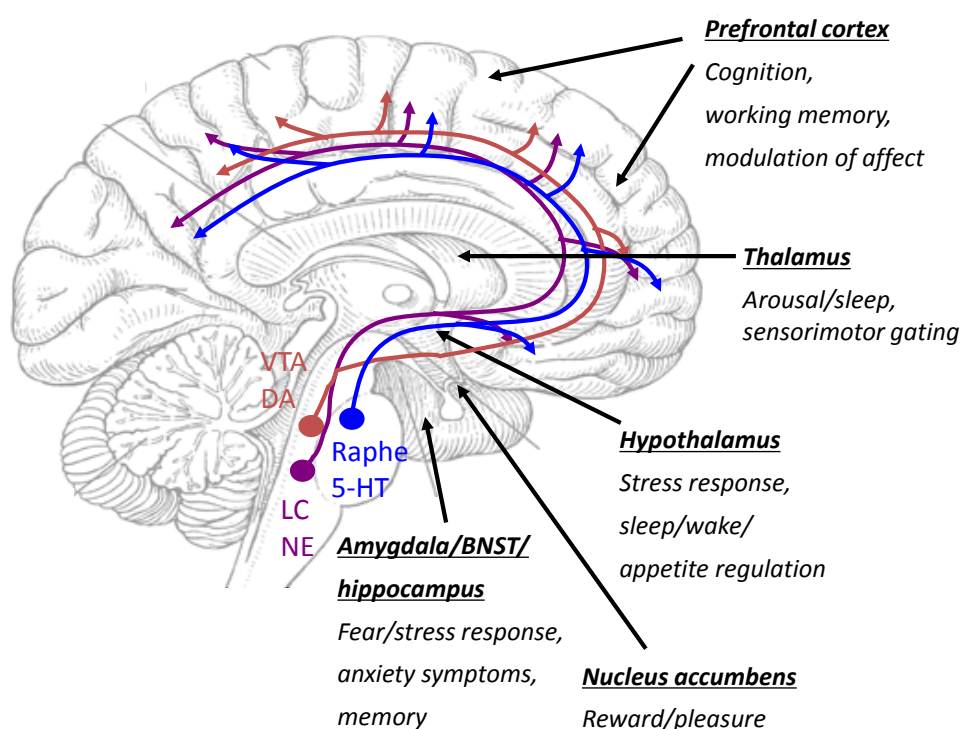 Prefrontal cortex
Cognition,
working memory,
modulation of affect
Thalamus
Arousal/sleep,
sensorimotor gating
VTA
DA
Raphe
5-HT
LC
NE
Hypothalamus
Stress response,
sleep/wake/
appetite regulation
Amygdala/BNST/
hippocampus
Fear/stress response,
anxiety symptoms,
memory
Nucleus accumbens
Reward/pleasure